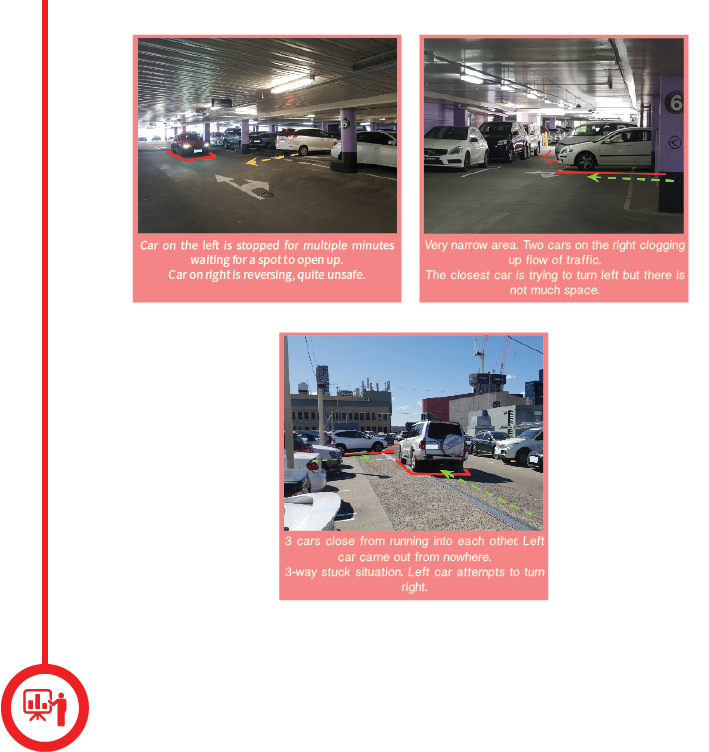 6
6
Car on the left is stopped for multiple minutes
waiting for a spot to open up.
Car on right is reversing, quite unsafe.
Very narrow area. Two cars on the right clogging
up flow of traffic.
The closest car is trying to turn left but there is
not much space.
3 cars close from running into each other. Left
car came out from nowhere.
3-way stuck situation. Left car attempts to turn
right.